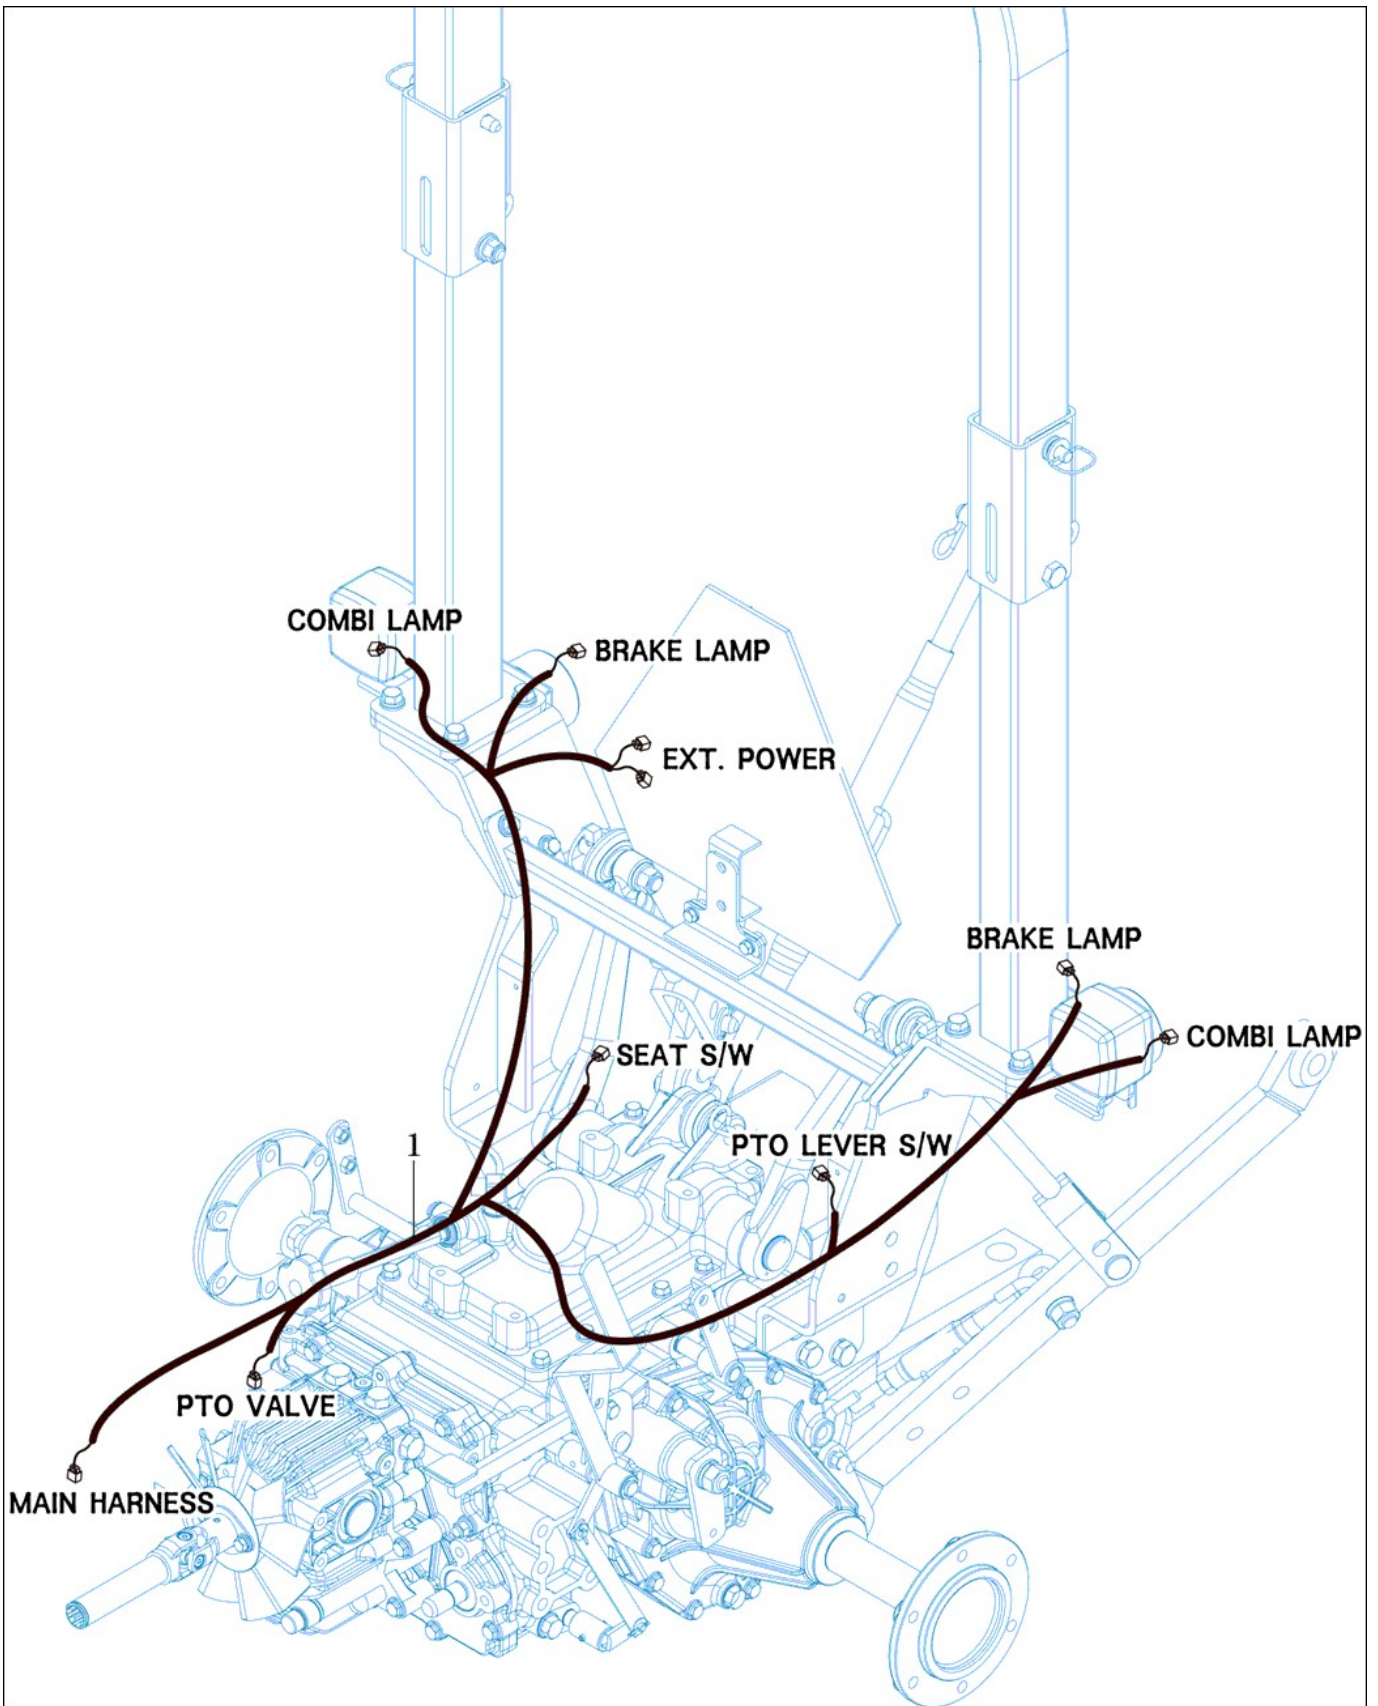 COMBI LAMP
BRAKE LAMP
EXT. POWER
BRAKE LAMP
COMBI LAMP
SEAT S/W
1
PTO LEVER S/W
PTO VALVE
MAIN HARNESS